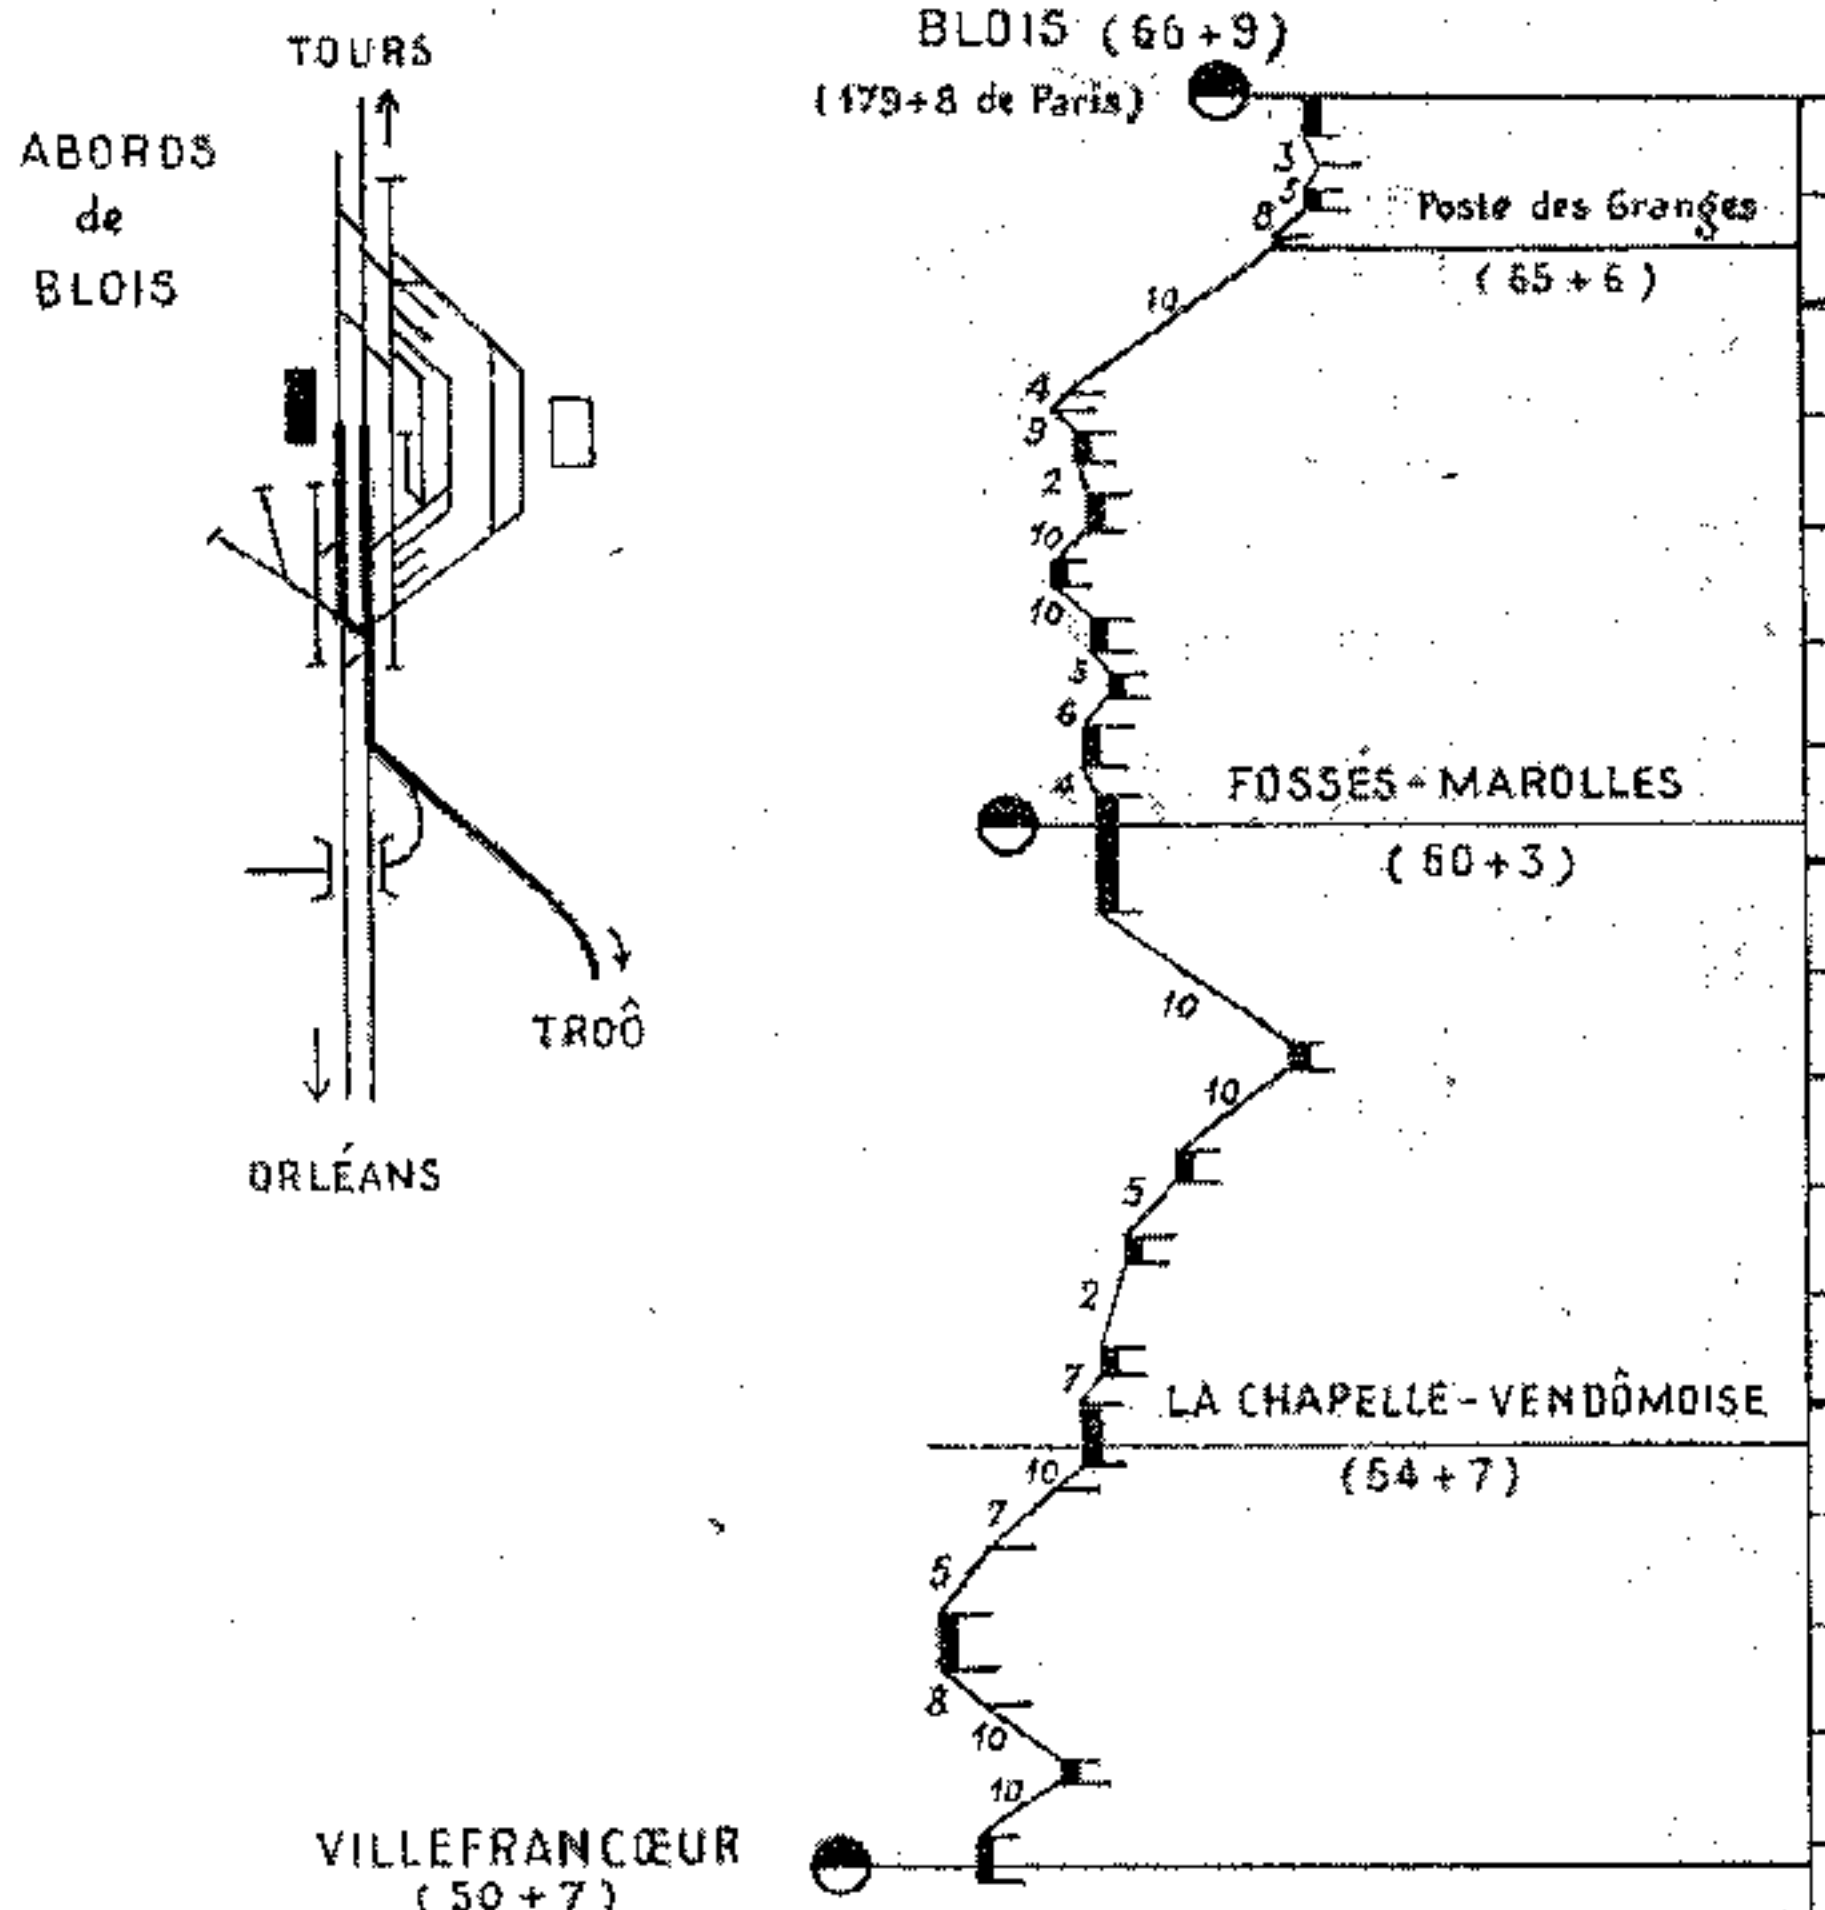 TOURS
ABORDS
de
BLOIS
TROÔ
ORLÉANS
BLOIS (66+9)
(179+8 de Paris)
3
5
8
Poste des Granges
(65+6)
10
4
9
2
10
10
5
6
4
FOSSÉS-MAROLLES
(60+3)
10
10
5
2
7
LA CHAPELLE-VENDÔMOISE
(54+7)
10
7
5
8
10
10
VILLEFRANCŒUR
(50+7)